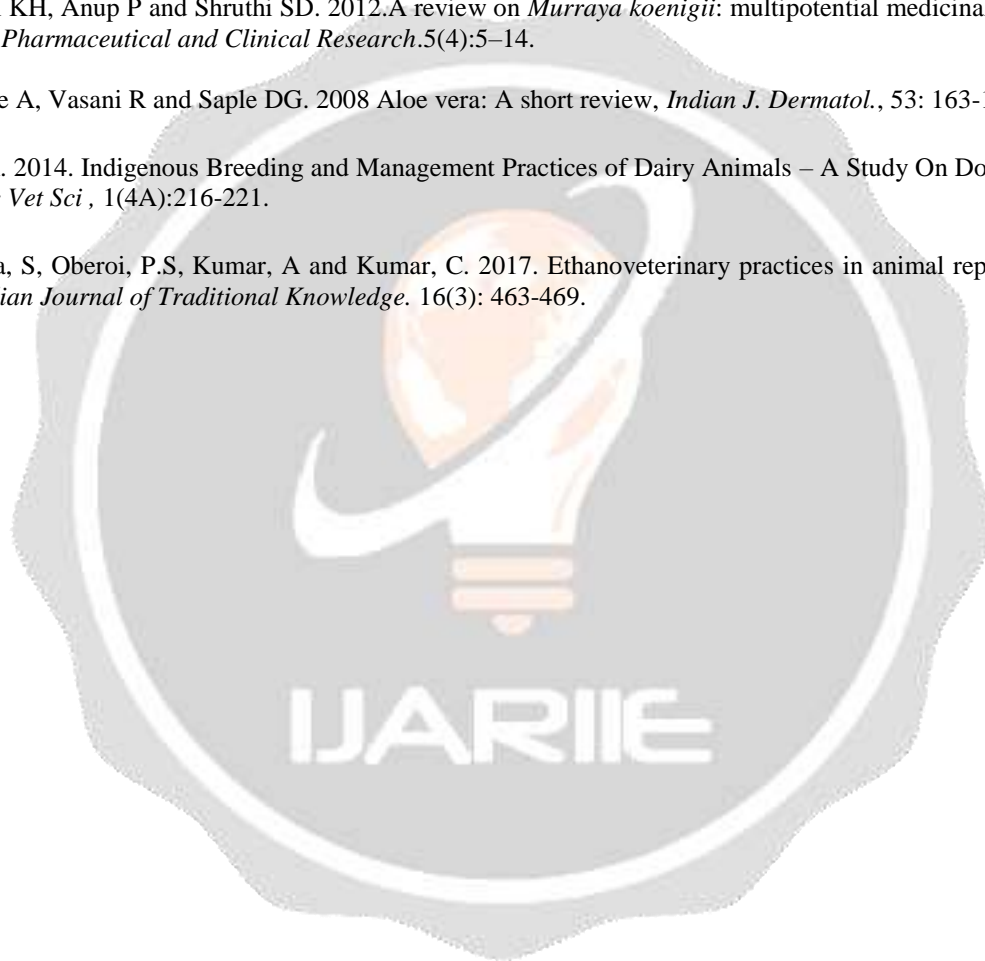 KH, Anup P and Shruthi SD. 2012.A review on Murraya koenigii: multipotential medicina
Pharmaceutical and Clinical Research.5(4):5–14.
e A, Vasani R and Saple DG. 2008 Aloe vera: A short review, Indian J. Dermatol., 53: 163-1
. 2014. Indigenous Breeding and Management Practices of Dairy Animals – A Study On Do
Vet Sci , 1(4A):216-221.
a, S, Oberoi, P.S, Kumar, A and Kumar, C. 2017. Ethanoveterinary practices in animal rep
ian Journal of Traditional Knowledge. 16(3): 463-469.
IJARIIE